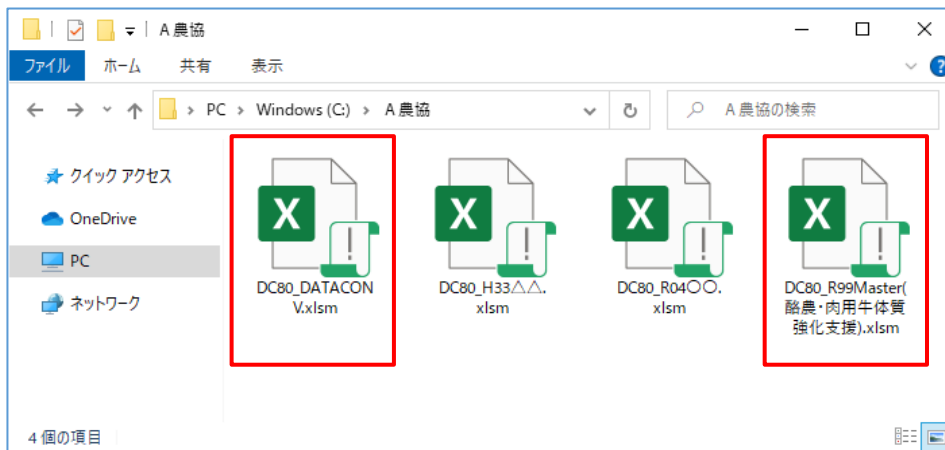 A農協
ファイル ホーム 共有 表示
PC Windows (C:) A農協 A農協の検索
クイック アクセス
OneDrive
PC
ネットワーク
DC80_DATACON
V.xlsm
DC80_H33△△.
xlsm
DC80_R04〇〇.
xlsm
DC80_R99Master(
酪農・肉用牛体質
強化支援).xlsm
4 個の項目